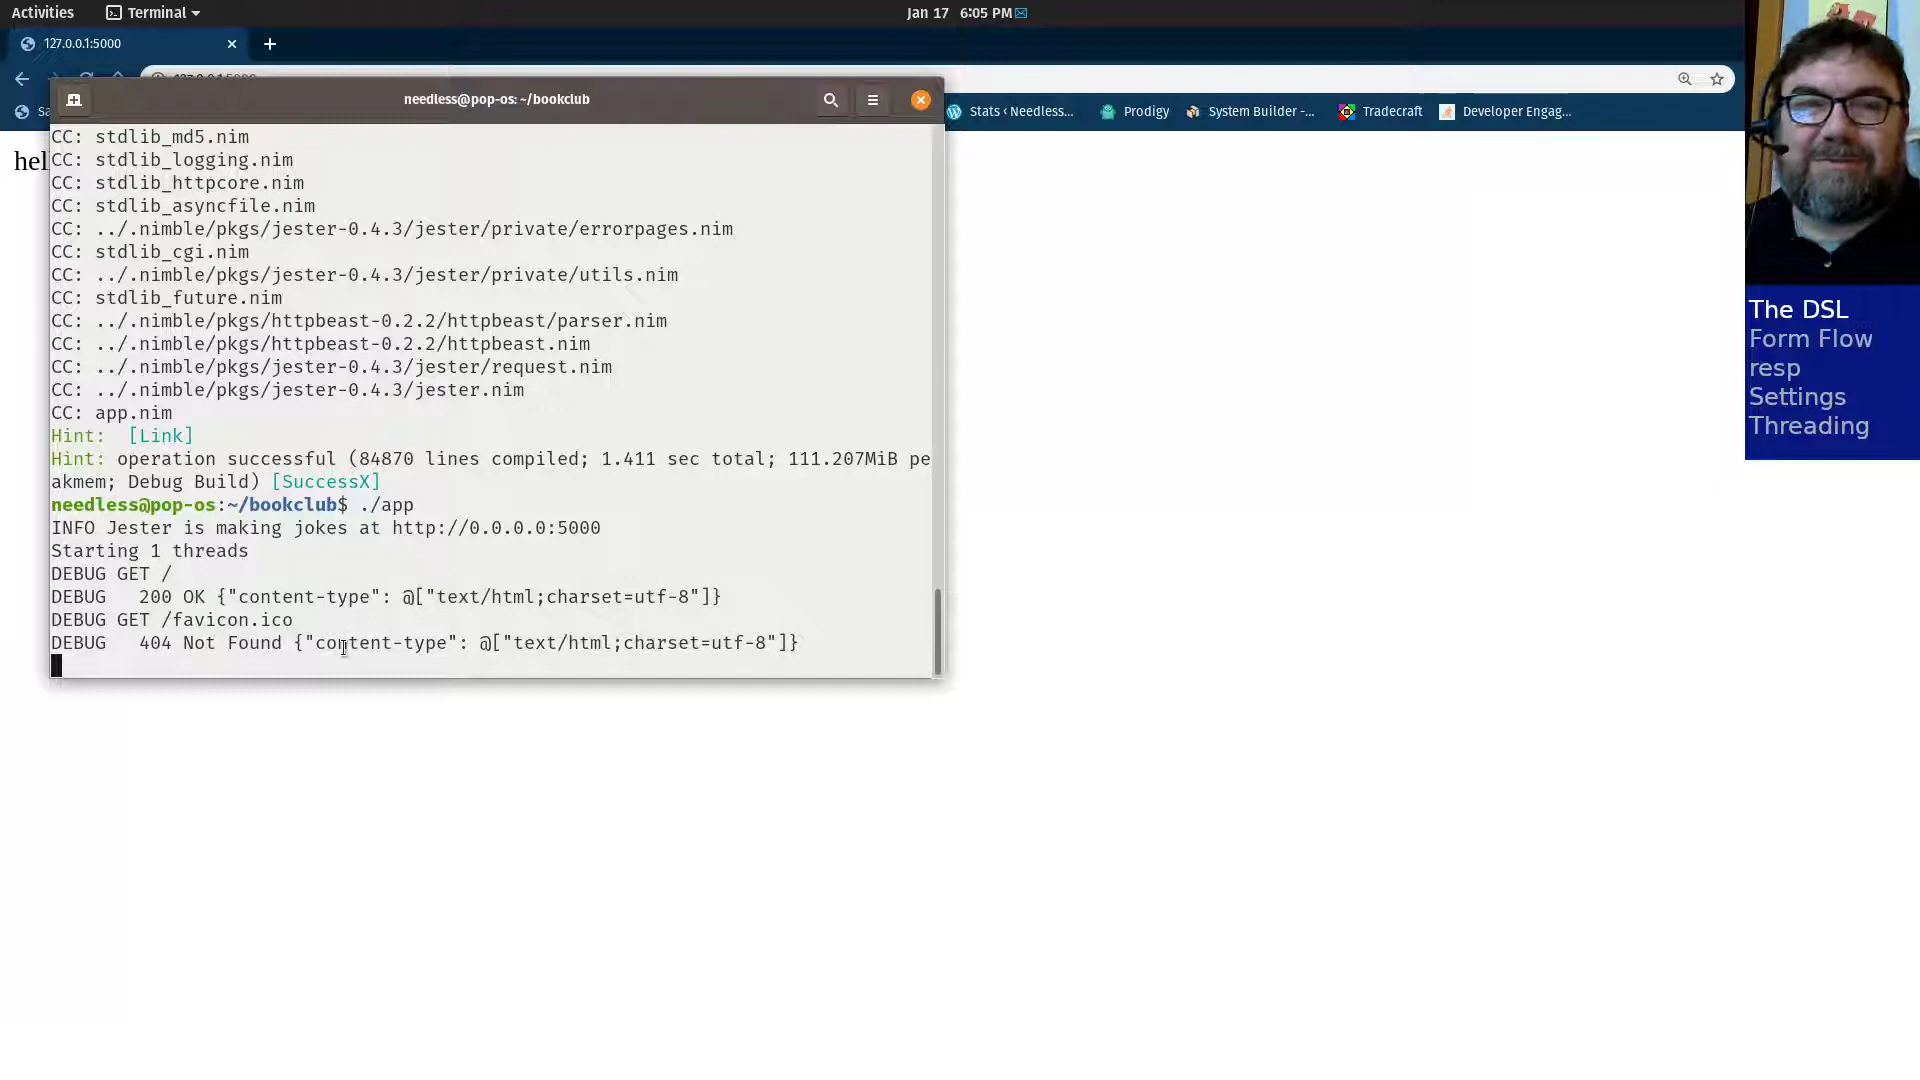 Activities
Terminal
Jan 17 6:05 PM
127.0.0.1:5000
needless@pop-os: ~/bookclub
Stats ‹ Needless...
Prodigy
System Builder -...
Tradecraft
Developer Engag...
CC: stdlib_md5.nim
CC: stdlib_logging.nim
CC: stdlib_httpcore.nim
CC: stdlib_asyncfile.nim
CC: ../.nimble/pkgs/jester-0.4.3/jester/private/errorpages.nim
CC: stdlib_cgi.nim
CC: ../.nimble/pkgs/jester-0.4.3/jester/private/utils.nim
CC: stdlib_future.nim
CC: ../.nimble/pkgs/httpbeast-0.2.2/httpbeast/parser.nim
CC: ../.nimble/pkgs/httpbeast-0.2.2/httpbeast.nim
CC: ../.nimble/pkgs/jester-0.4.3/jester/request.nim
CC: ../.nimble/pkgs/jester-0.4.3/jester.nim
CC: app.nim
Hint: [Link]
Hint: operation successful (84870 lines compiled; 1.411 sec total; 111.207MiB pe
akmem; Debug Build) [SuccessX]
needless@pop-os:~/bookclub$ ./app
INFO Jester is making jokes at http://0.0.0.0:5000
Starting 1 threads
DEBUG GET /
DEBUG   200 OK {"content-type": @["text/html;charset=utf-8"]}
DEBUG GET /favicon.ico
DEBUG   404 Not Found {"content-type": @["text/html;charset=utf-8"]}
The DSL
Form Flow
resp
Settings
Threading